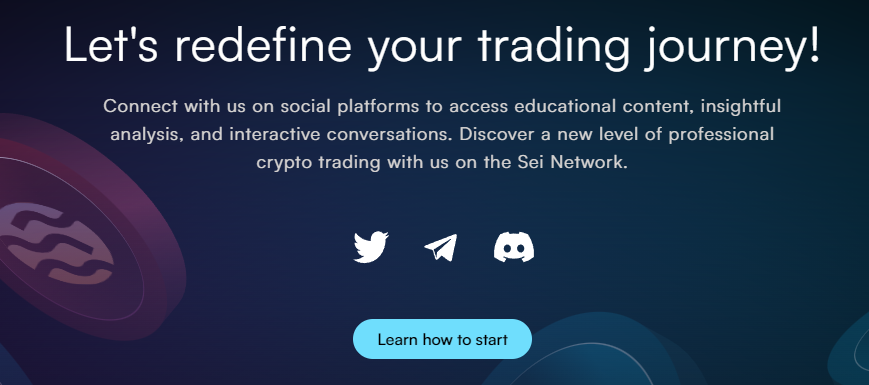 Let's redefine your trading journey!
Connect with us on social platforms to access educational content, insightful
analysis, and interactive conversations. Discover a new level of professional
crypto trading with us on the Sei Network.
Learn how to start